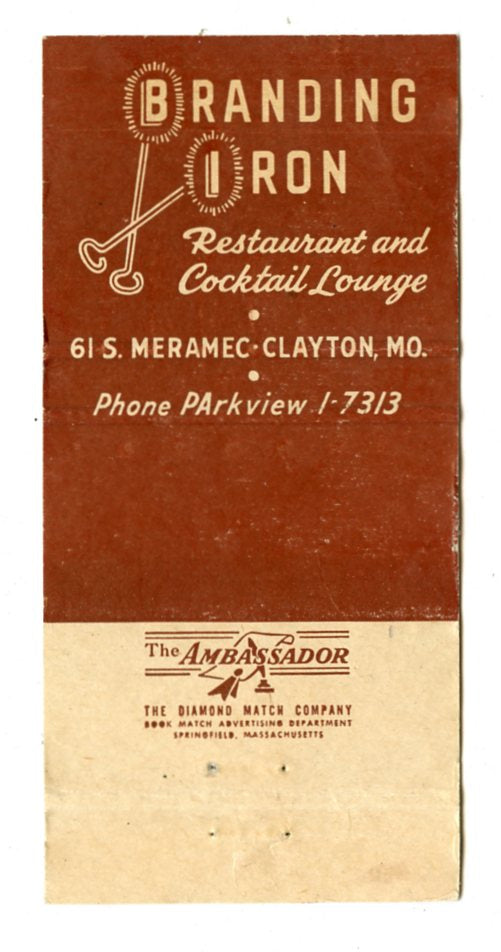 BRANDING
IRON
Restaurant and
Cocktail Lounge
61 S. MERAMEC · CLAYTON, MO.
Phone PArkview 1-7313
The AMBASSADOR
THE DIAMOND MATCH COMPANY
BOOK MATCH ADVERTISING DEPARTMENT
SPRINGFIELD, MASSACHUSETTS